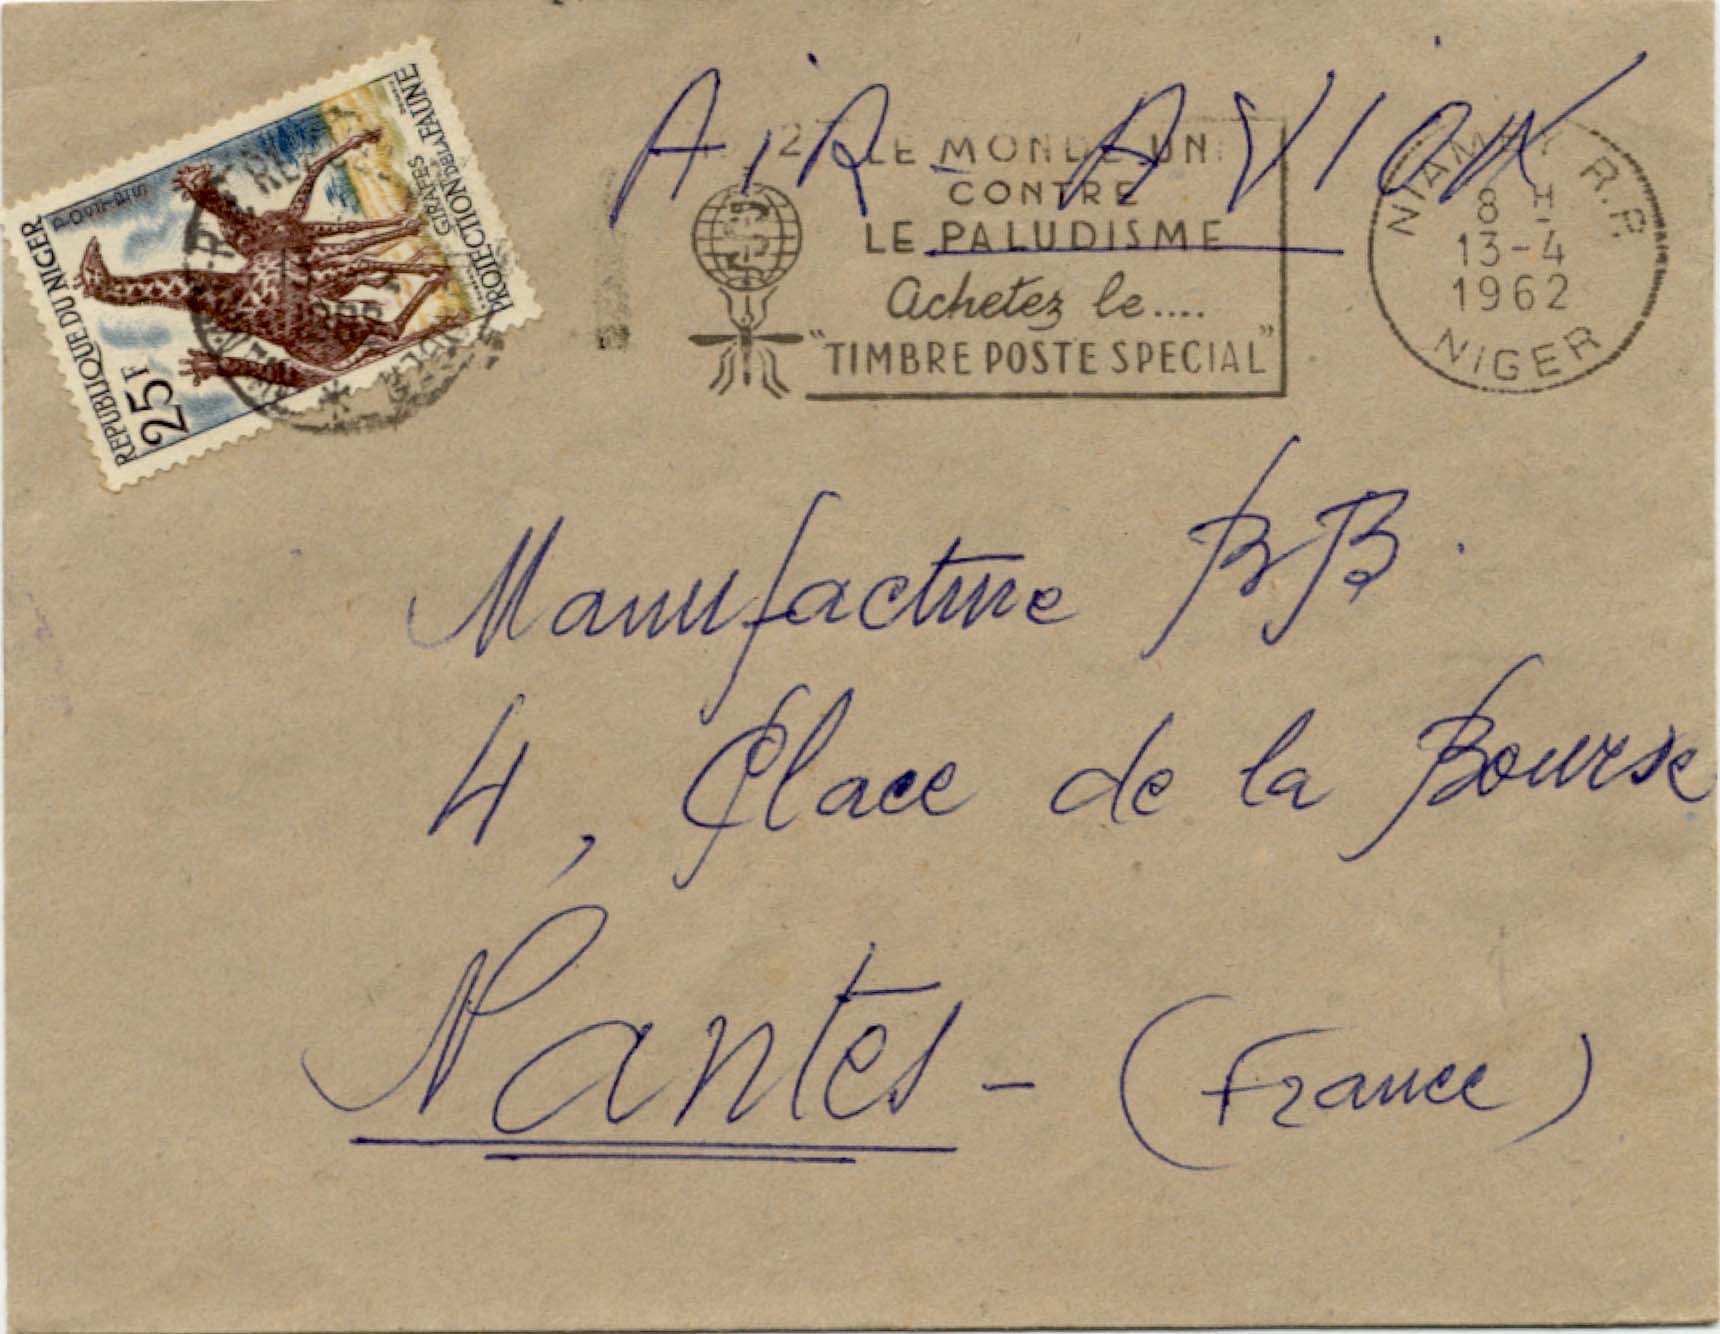 AIR - AVION
LE MONDE UNI
CONTRE
LE PALUDISME
Achetez le....
"TIMBRE POSTE SPECIAL"
NIAMEY R.P.
8 H
13-4
1962
NIGER
REPUBLIQUE DU NIGER
25F
POSTES
GIRAFES
PROTECTION DE LA FAUNE
Manufacture BB.
4, Place de la Bourse
Nantes - (France)